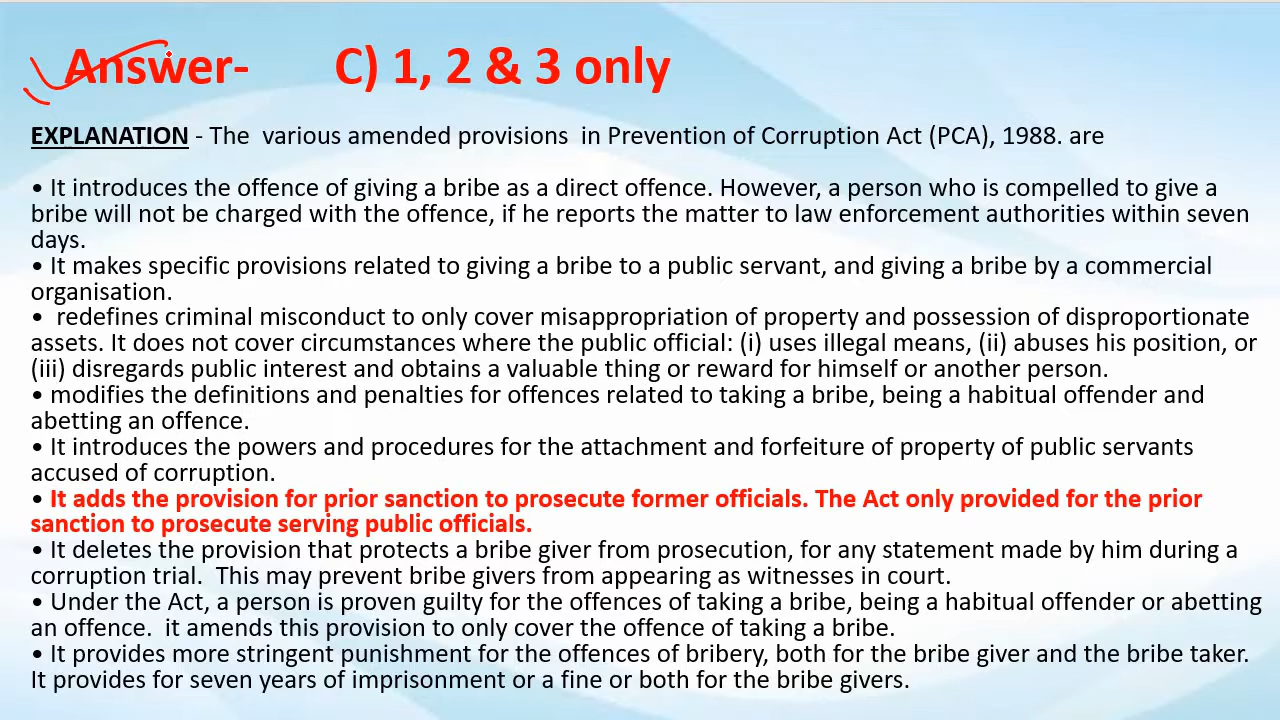 Answer- C) 1, 2 & 3 only
EXPLANATION - The various amended provisions in Prevention of Corruption Act (PCA), 1988. are
• It introduces the offence of giving a bribe as a direct offence. However, a person who is compelled to give a
bribe will not be charged with the offence, if he reports the matter to law enforcement authorities within seven
days.
• It makes specific provisions related to giving a bribe to a public servant, and giving a bribe by a commercial
organisation.
• redefines criminal misconduct to only cover misappropriation of property and possession of disproportionate
assets. It does not cover circumstances where the public official: (i) uses illegal means, (ii) abuses his position, or
(iii) disregards public interest and obtains a valuable thing or reward for himself or another person.
• modifies the definitions and penalties for offences related to taking a bribe, being a habitual offender and
abetting an offence.
• It introduces the powers and procedures for the attachment and forfeiture of property of public servants
accused of corruption.
• It adds the provision for prior sanction to prosecute former officials. The Act only provided for the prior
sanction to prosecute serving public officials.
• It deletes the provision that protects a bribe giver from prosecution, for any statement made by him during a
corruption trial. This may prevent bribe givers from appearing as witnesses in court.
• Under the Act, a person is proven guilty for the offences of taking a bribe, being a habitual offender or abetting
an offence. it amends this provision to only cover the offence of taking a bribe.
• It provides more stringent punishment for the offences of bribery, both for the bribe giver and the bribe taker.
It provides for seven years of imprisonment or a fine or both for the bribe givers.